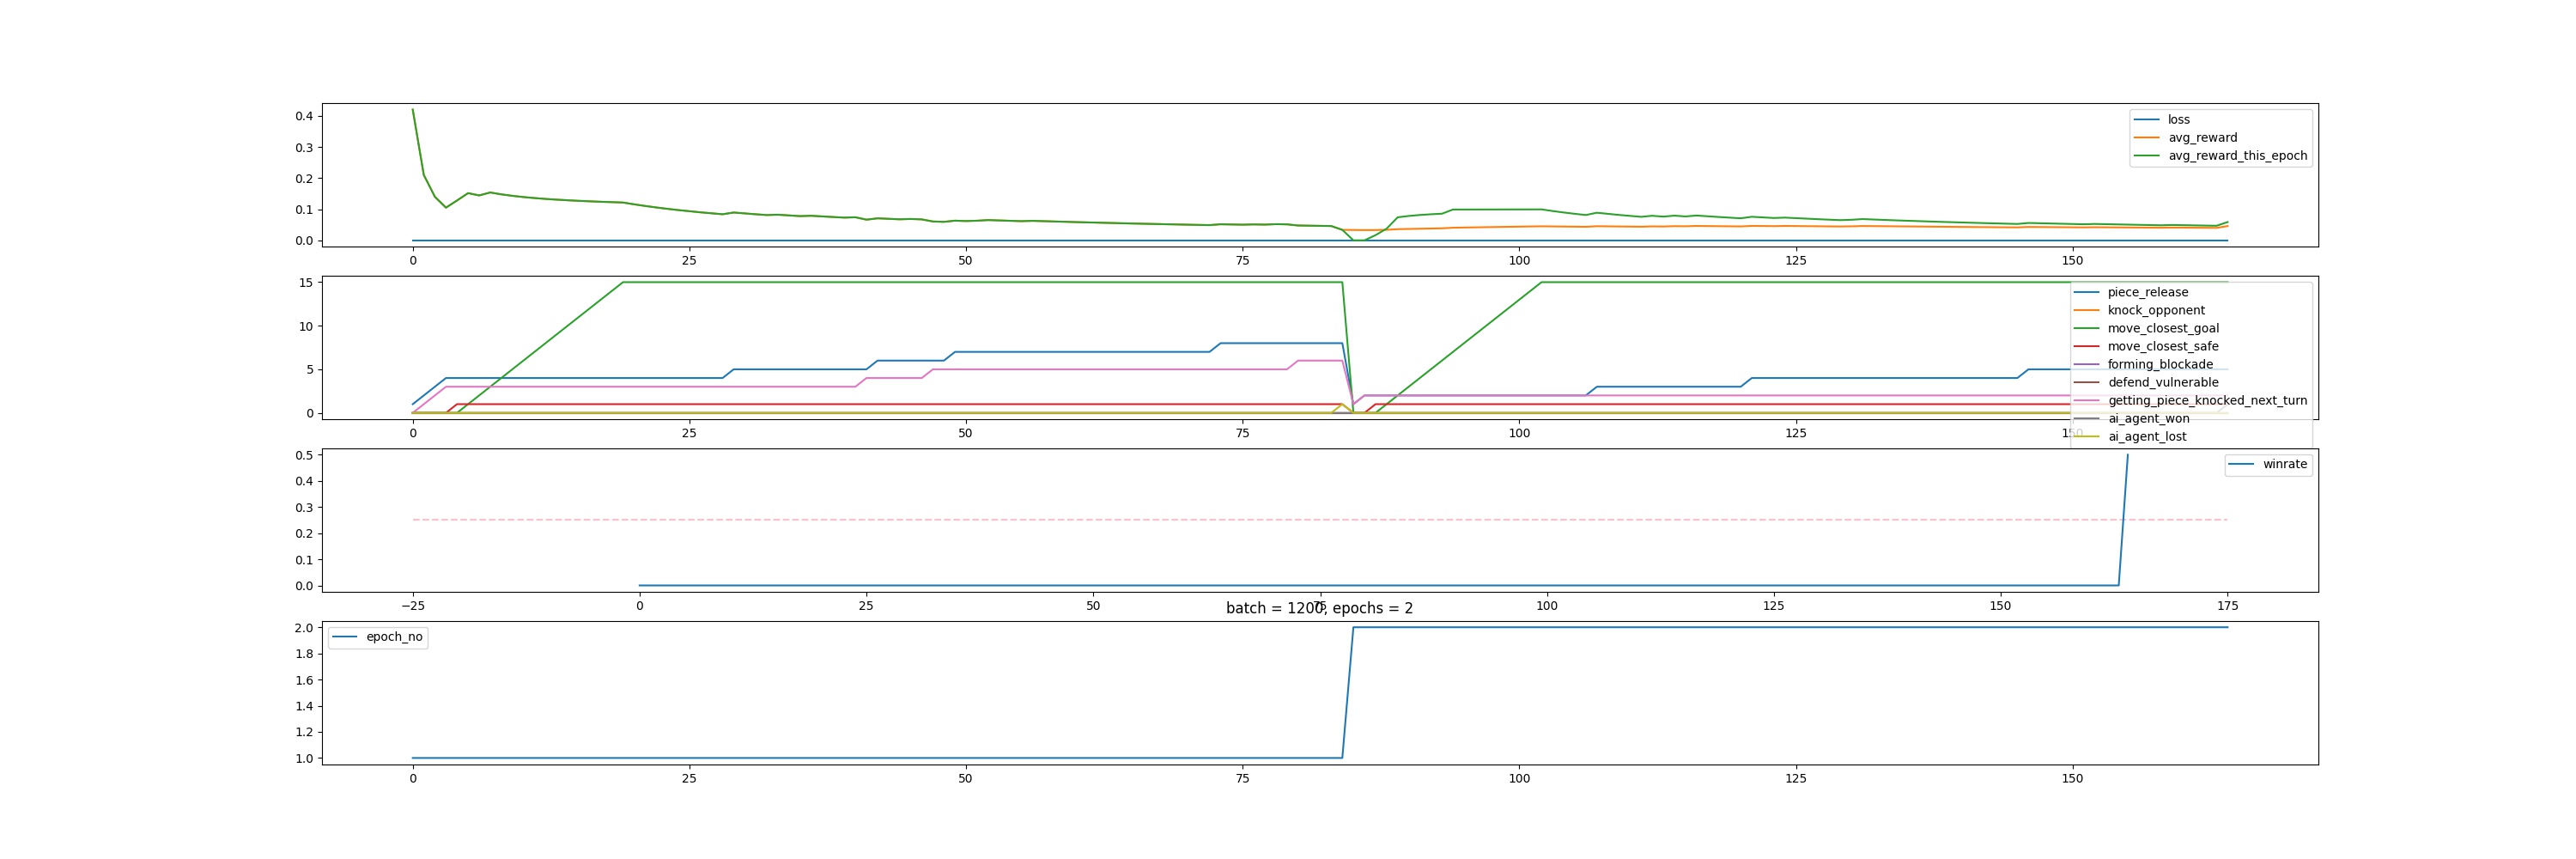 0.4
0.3
0.2
0.1
0.0
loss
avg_reward
avg_reward_this_epoch
0 25 50 75 100 125 150
15
10
5
0
piece_release
knock_opponent
move_closest_goal
move_closest_safe
forming_blockade
defend_vulnerable
getting_piece_knocked_next_turn
ai_agent_won
ai_agent_lost
0 25 50 75 100 125 150
0.5
0.4
0.3
0.2
0.1
0.0
winrate
−25 0 25 50 75 100 125 150 175
batch = 1200, epochs = 2
2.0
1.8
1.6
1.4
1.2
1.0
epoch_no
0 25 50 75 100 125 150